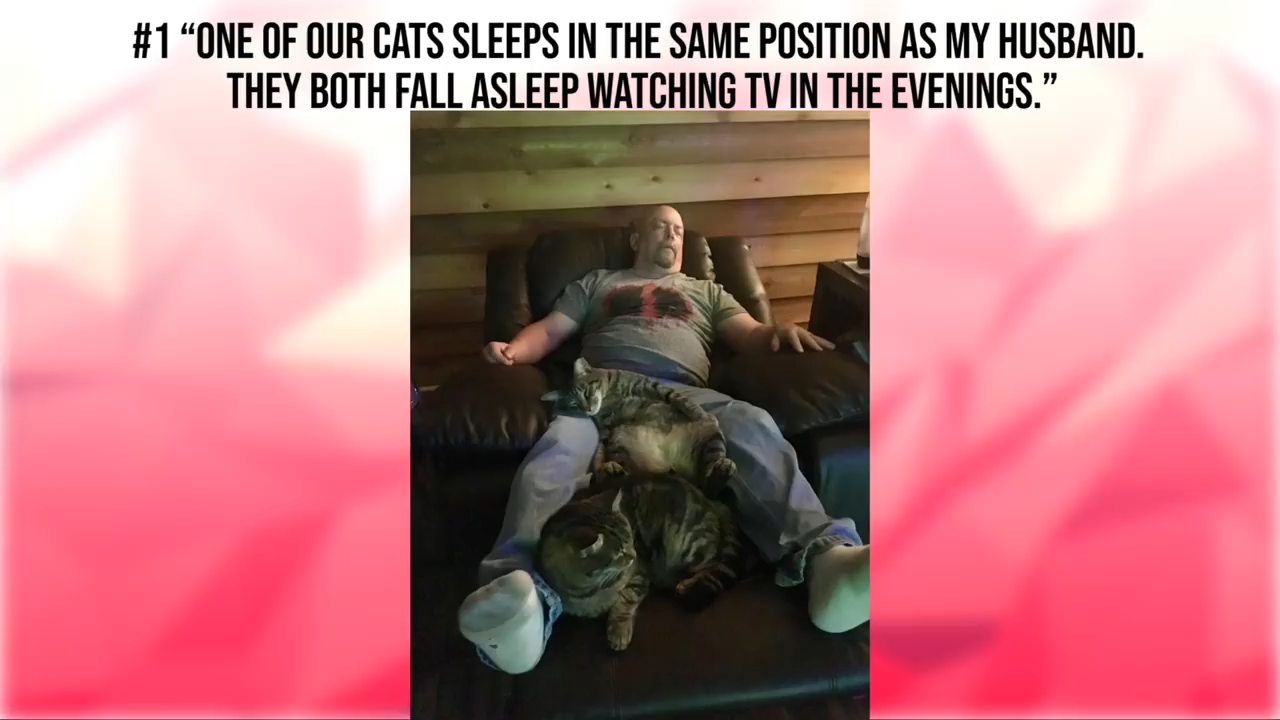 #1 “ONE OF OUR CATS SLEEPS IN THE SAME POSITION AS MY HUSBAND.
THEY BOTH FALL ASLEEP WATCHING TV IN THE EVENINGS.”